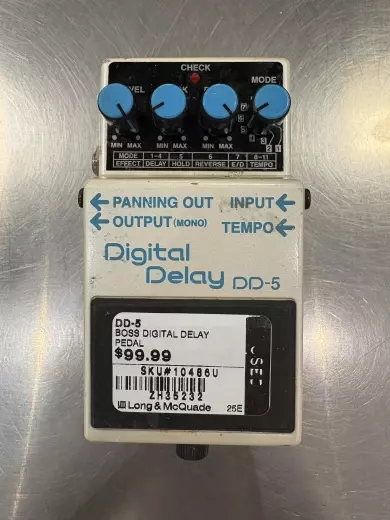 CHECK
MODE
MIN MAX MIN MAX MIN MAX
MODE 1-4 5 6 7 8-11
EFFECT DELAY HOLD REVERSE E/D TEMPO
PANNING OUT INPUT
OUTPUT (MONO) TEMPO
Digital
Delay DD-5
DD-5
BOSS DIGITAL DELAY
PEDAL
$99.99
SKU#10486U
ZH35232
Long & McQuade 25E
USED